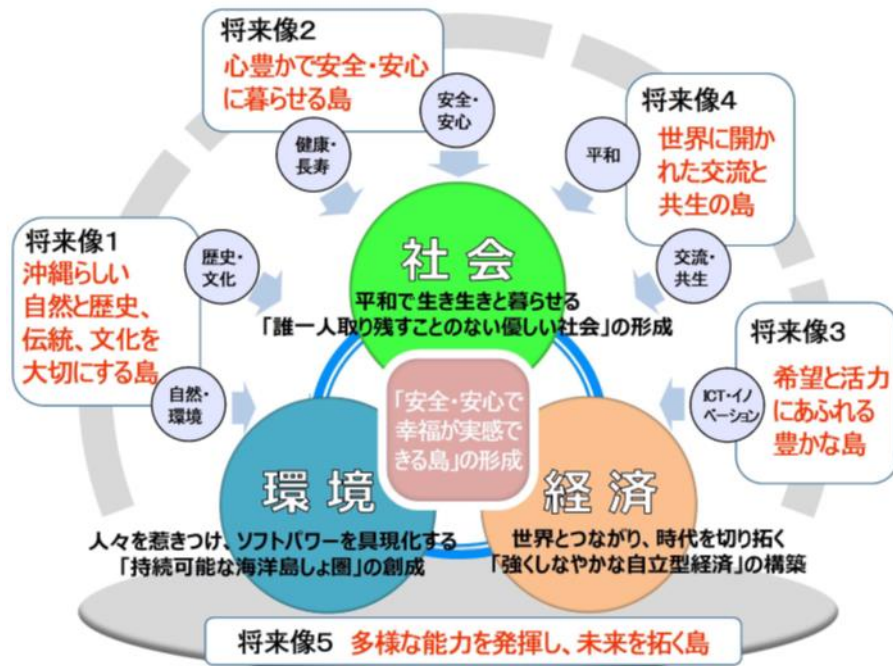 将来像2
心豊かで安全・安心
に暮らせる島
安全・
安心
健康・
長寿
将来像4
世界に開か
れた交流と
共生の島
平和
交流・
共生
将来像1
沖縄らしい
自然と歴史、
伝統、文化を
大切にする島
歴史・
文化
自然・
環境
社会
平和で生き生きと暮らせる
「誰一人取り残すことのない優しい社会」の形成
将来像3
希望と活力
にあふれる
豊かな島
ICT・イノ
ベーション
「安全・安心で
幸福が実感で
きる島」の形成
環境
人々を惹きつけ、ソフトパワーを具現化する
「持続可能な海洋島しょ圏」の創成
経済
世界とつながり、時代を切り拓く
「強くしなやかな自立型経済」の構築
将来像5 多様な能力を発揮し、未来を拓く島